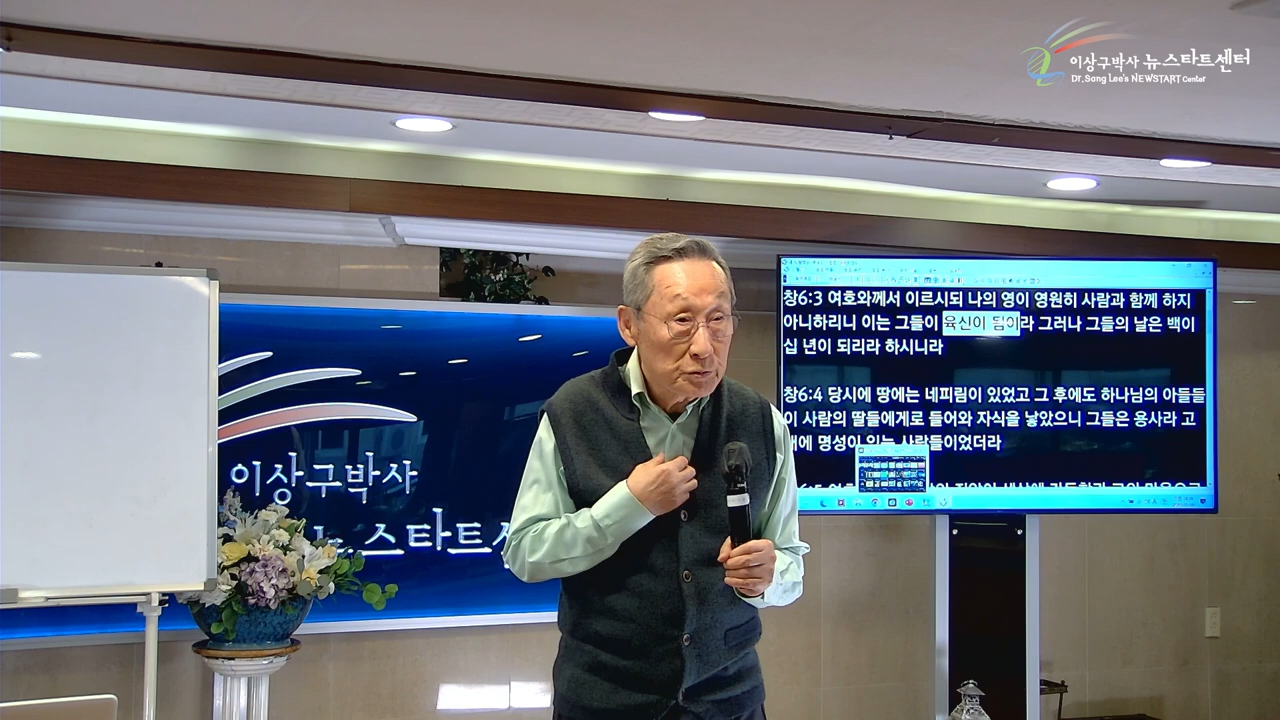 이상구박사 뉴스타트센터
Dr.Sang Lee's NEWSTART Center
창6:3 여호와께서 이르시되 나의 영이 영원히 사람과 함께 하지
아니하리니 이는 그들이 육신이 됨이라 그러나 그들의 날은 백이
십 년이 되리라 하시니라
창6:4 당시에 땅에는 네피림이 있었고 그 후에도 하나님의 아들들
이 사람의 딸들에게로 들어와 자식을 낳았으니 그들은 용사라 고
에 명성이 있는 사람들이었더라
이상구박사
뉴스타트